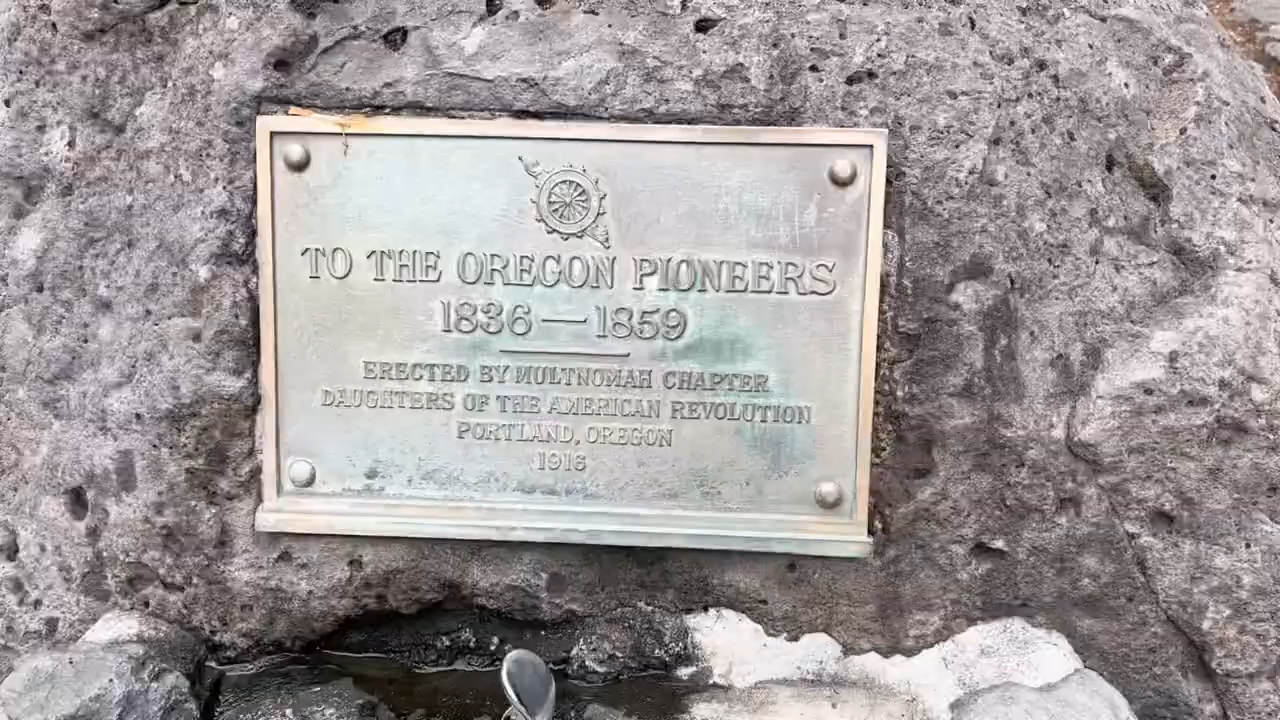 TO THE OREGON PIONEERS
1836 — 1859
ERECTED BY MULTNOMAH CHAPTER
DAUGHTERS OF THE AMERICAN REVOLUTION
PORTLAND, OREGON
1916